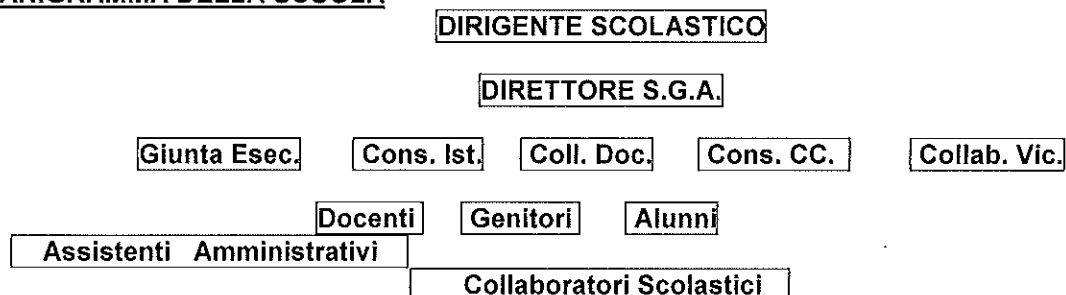 DELLA
DIRIGENTE SCOLASTICO
DIRETTORE S.G.A.
Giunta Esec. Cons. Ist. Coll. Doc. Cons. CC. Collab. Vic.
Docenti Genitori Alunni
Assistenti Amministrativi
Collaboratori Scolastici